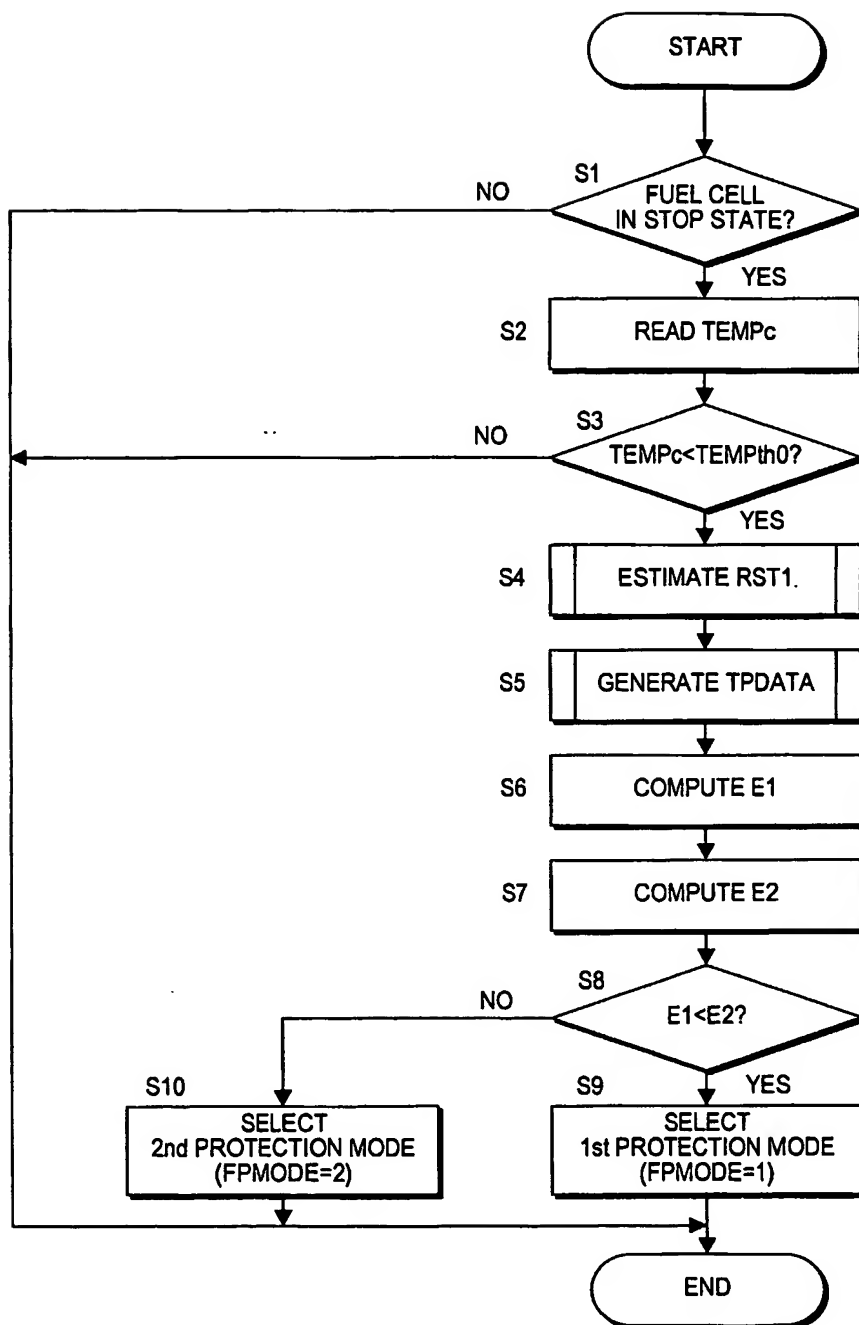 START
S1
NO
FUEL CELL
IN STOP STATE?
YES
S2
READ TEMPc
S3
NO
TEMPc<TEMPth0?
YES
S4
ESTIMATE RST1.
S5
GENERATE TPDATA
S6
COMPUTE E1
S7
COMPUTE E2
S8
NO
E1<E2?
S10
S9
YES
SELECT
2nd PROTECTION MODE
(FPMODE=2)
SELECT
1st PROTECTION MODE
(FPMODE=1)
END